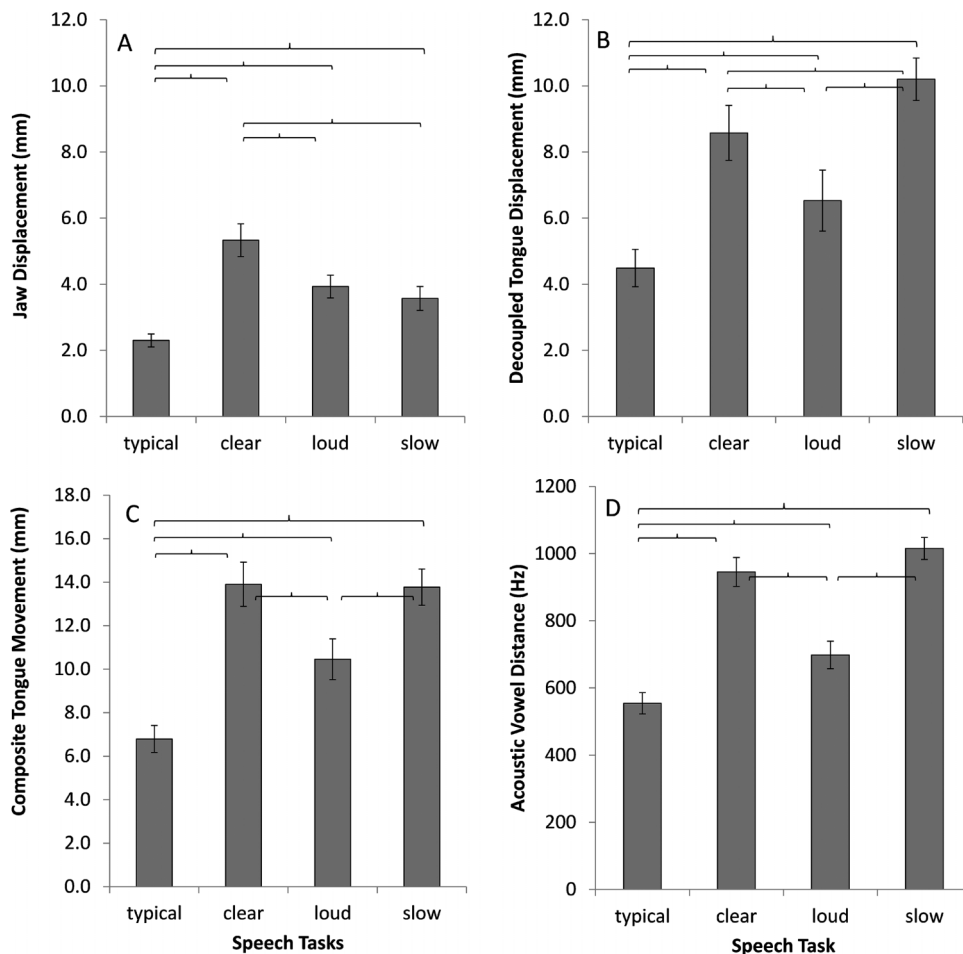 A
Jaw Displacement (mm)
12.0
10.0
8.0
6.0
4.0
2.0
0.0
typical clear loud slow
B
Decoupled Tongue Displacement (mm)
12.0
10.0
8.0
6.0
4.0
2.0
0.0
typical clear loud slow
C
Composite Tongue Movement (mm)
18.0
16.0
14.0
12.0
10.0
8.0
6.0
4.0
2.0
0.0
typical clear loud slow
Speech Tasks
D
Acoustic Vowel Distance (Hz)
1200
1000
800
600
400
200
0
typical clear loud slow
Speech Task